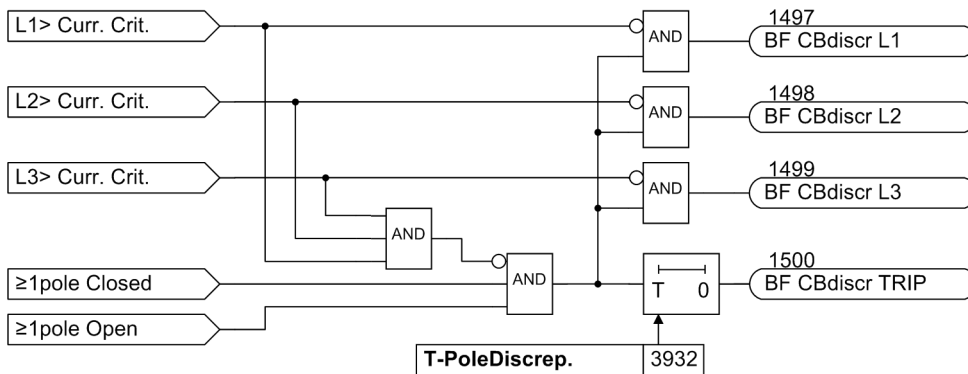 L1> Curr. Crit.
AND
1497
BF CBdiscr L1
L2> Curr. Crit.
AND
1498
BF CBdiscr L2
L3> Curr. Crit.
AND
1499
BF CBdiscr L3
AND
≥1pole Closed
AND
T 0
1500
BF CBdiscr TRIP
≥1pole Open
T-PoleDiscrep. 3932